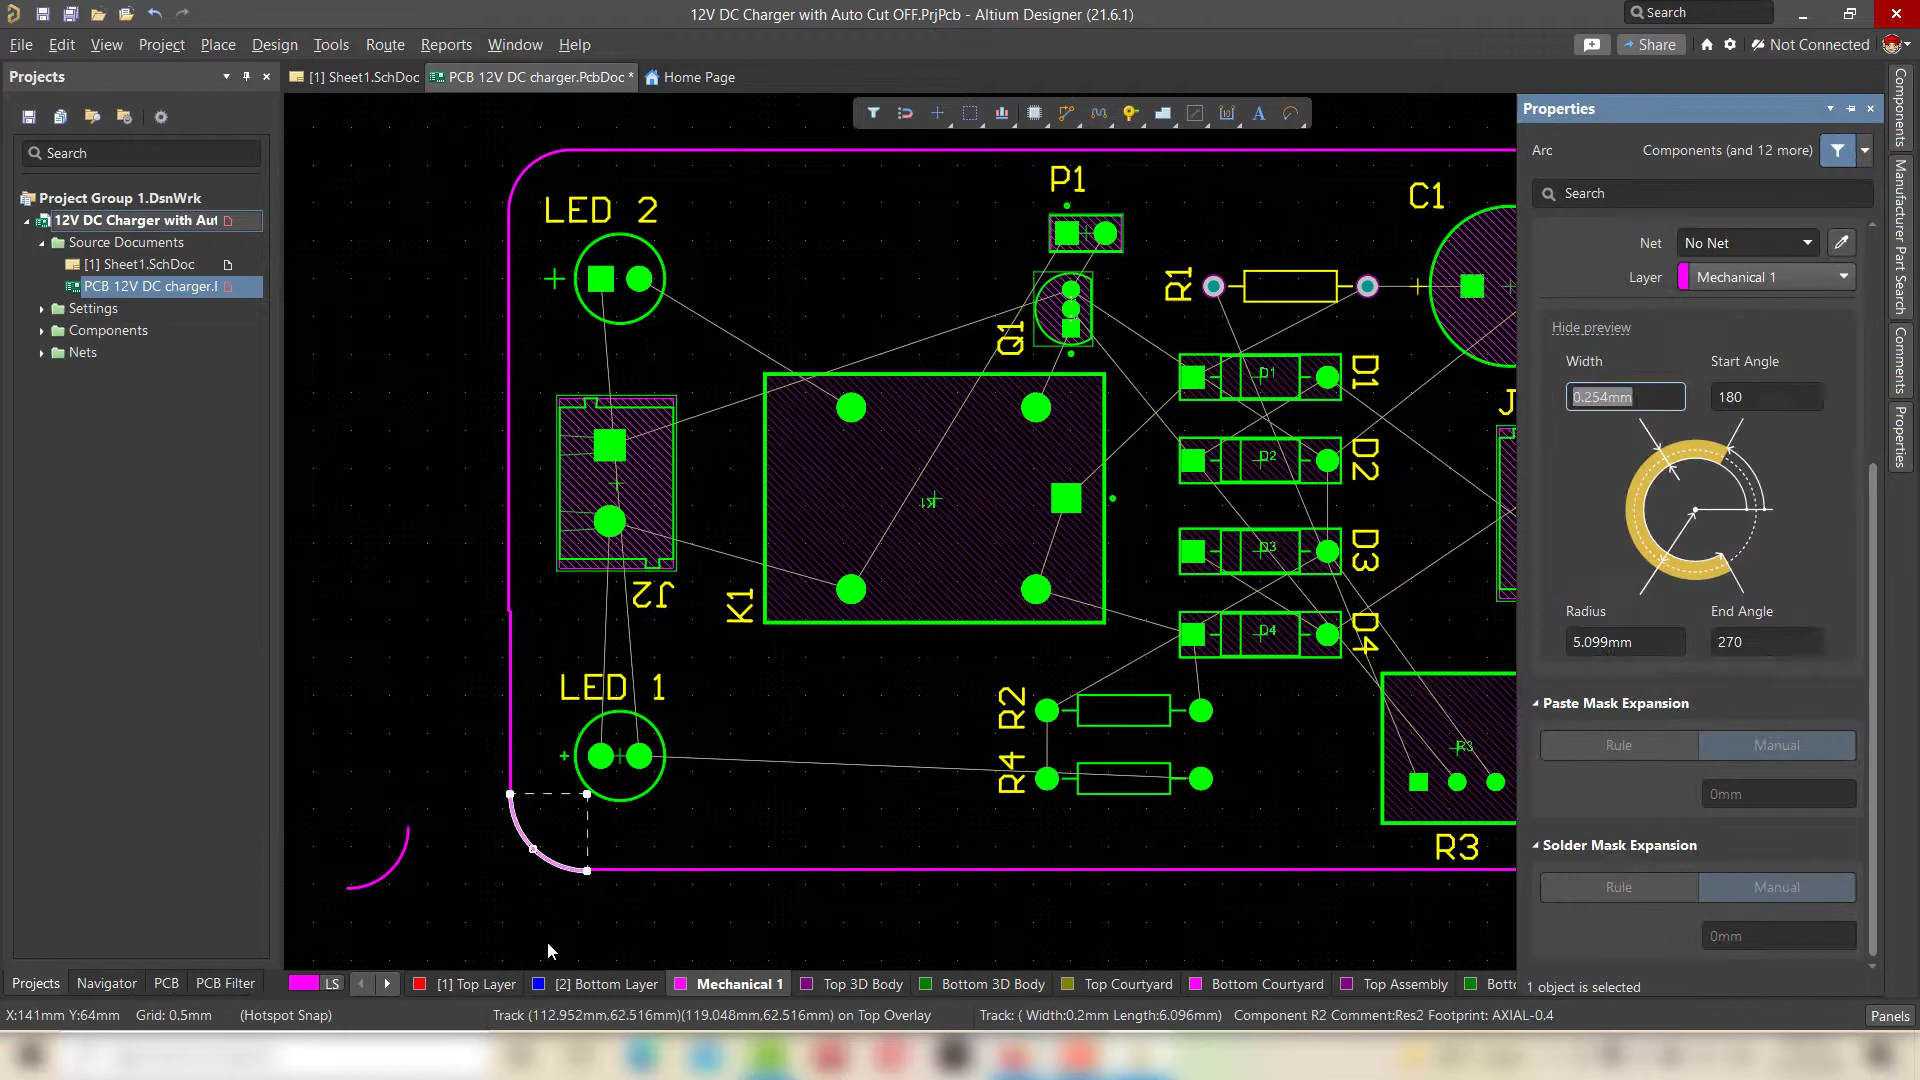 12V DC Charger with Auto Cut OFF.PrjPcb - Altium Designer (21.6.1)
Search
File Edit View Project Place Design Tools Route Reports Window Help
Share
Not Connected
Projects
[1] Sheet1.SchDoc
PCB 12V DC charger.PcbDoc *
Home Page
Search
Project Group 1.DsnWrk
12V DC Charger with Aut
Source Documents
[1] Sheet1.SchDoc
PCB 12V DC charger.
Settings
Components
Nets
LED 2
P1
C1
R1
Q1
D1
D1
D2
D2
D3
D3
D4
D4
J
J2
K1
K1
LED 1
R2
R4
R3
R3
Properties
Arc
Components (and 12 more)
Search
Net
No Net
Layer
Mechanical 1
Hide preview
Width
Start Angle
0.254mm
180
Radius
End Angle
5.099mm
270
Paste Mask Expansion
Rule
Manual
0mm
Solder Mask Expansion
Rule
Manual
0mm
1 object is selected
Components
Manufacturer Part Search
Comments
Properties
Projects Navigator PCB PCB Filter
LS
[1] Top Layer
[2] Bottom Layer
Mechanical 1
Top 3D Body
Bottom 3D Body
Top Courtyard
Bottom Courtyard
Top Assembly
Botto
X:141mm Y:64mm Grid: 0.5mm (Hotspot Snap)
Track (112.952mm,62.516mm)(119.048mm,62.516mm) on Top Overlay
Track: ( Width:0.2mm Length:6.096mm) Component R2 Comment:Res2 Footprint: AXIAL-0.4
Panels